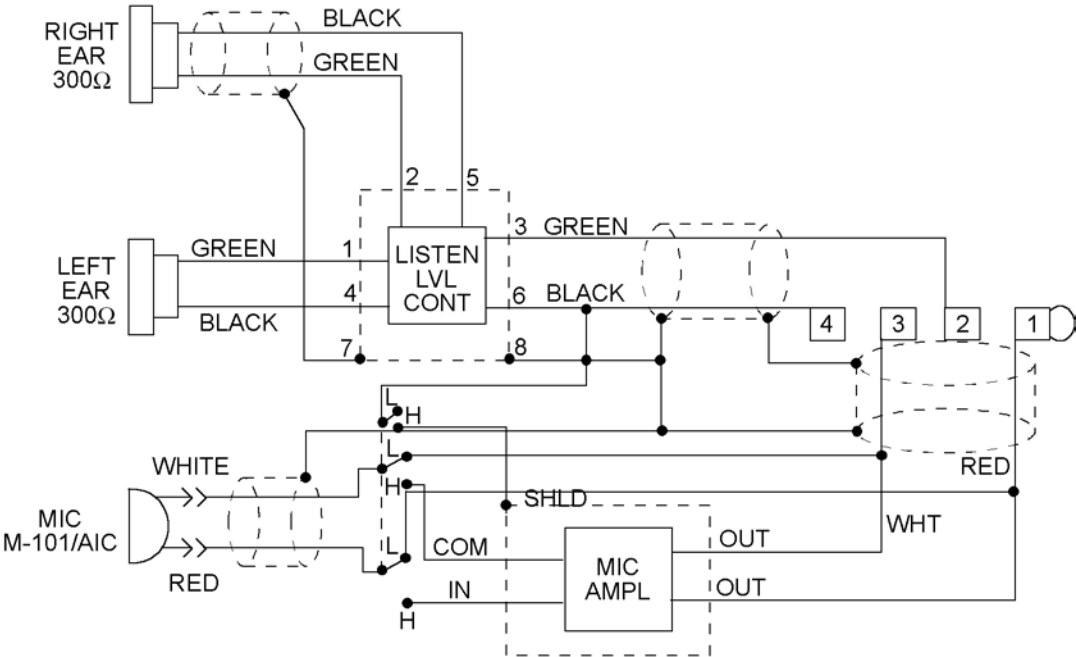 RIGHT
EAR
300Ω
BLACK
GREEN
2 5
LEFT
EAR
300Ω
GREEN
BLACK
1
4
LISTEN
LVL
CONT
3 GREEN
6 BLACK
7
8
4
3
2
1
L
H
L
H
L
H
WHITE
MIC
M-101/AIC
RED
SHLD
COM
IN
MIC
AMPL
OUT
OUT
WHT
RED